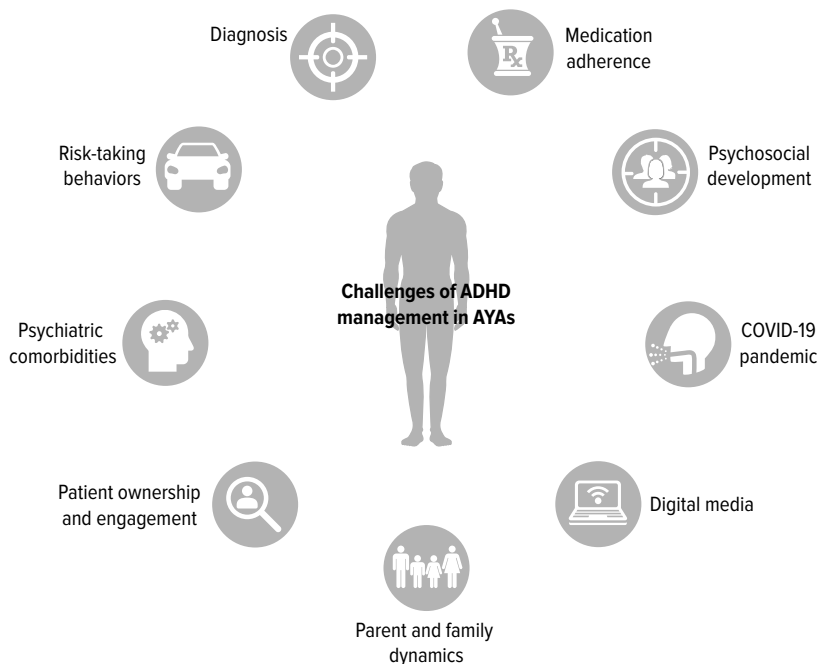 Diagnosis
Medication
adherence
Risk-taking
behaviors
Psychosocial
development
Challenges of ADHD
management in AYAs
Psychiatric
comorbidities
COVID-19
pandemic
Patient ownership
and engagement
Digital media
Parent and family
dynamics
Rx